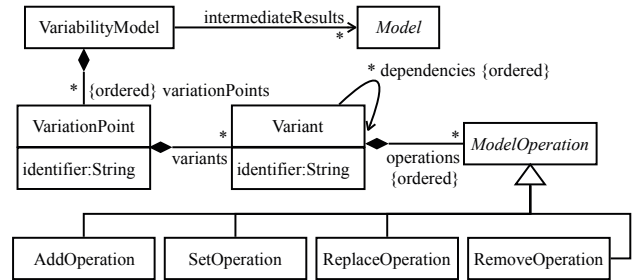 VariabilityModel
intermediateResults
*
Model
* dependencies {ordered}
* {ordered} variationPoints
VariationPoint
identifier:String
*
variants
Variant
identifier:String
*
operations
{ordered}
ModelOperation
AddOperation
SetOperation
ReplaceOperation
RemoveOperation